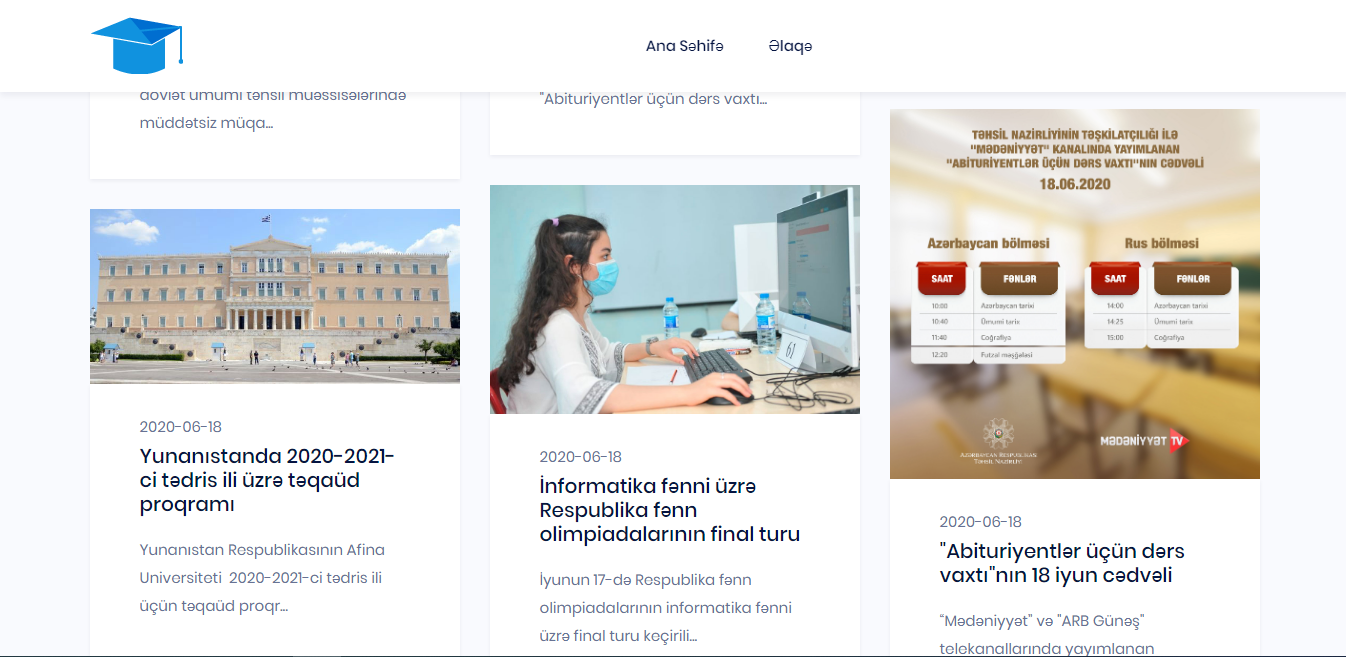 Ana Səhifə
Əlaqə
dövlət ümumi təhsil müəssisələrində
müddətsiz müqa...
2020-06-18
Yunanıstanda 2020-2021-
ci tədris ili üzrə təqaüd
proqramı
Yunanıstan Respublikasının Afina
Universiteti 2020-2021-ci tədris ili
üçün təqaüd proqr...
"Abituriyentlər üçün dərs vaxtı...
61
2020-06-18
İnformatika fənni üzrə
Respublika fənn
olimpiadalarının final turu
İyunun 17-də Respublika fənn
olimpiadalarının informatika fənni
üzrə final turu keçirili...
TƏHSİL NAZİRLİYİNİN TƏŞKİLATÇILIĞI İLƏ
"MƏDƏNİYYƏT" KANALINDA YAYIMLANAN
"ABİTURİYENTLƏR ÜÇÜN DƏRS VAXTI"NIN CƏDVƏLİ
18.06.2020
Azərbaycan bölməsi
SAAT FƏNLƏR
10:00 Azərbaycan tarixi
10:40 Ümumi tarix
11:40 Coğrafiya
12:20 Futzal məşğələsi
Rus bölməsi
SAAT FƏNLƏR
14:00 Azərbaycan tarixi
14:25 Ümumi tarix
15:00 Coğrafiya
AZƏRBAYCAN RESPUBLİKASI
TƏHSİL NAZİRLİYİ
MƏDƏNİYYƏT TV
2020-06-18
"Abituriyentlər üçün dərs
vaxtı"nın 18 iyun cədvəli
“Mədəniyyət” və "ARB Günəş"
telekanallarında yayımlanan